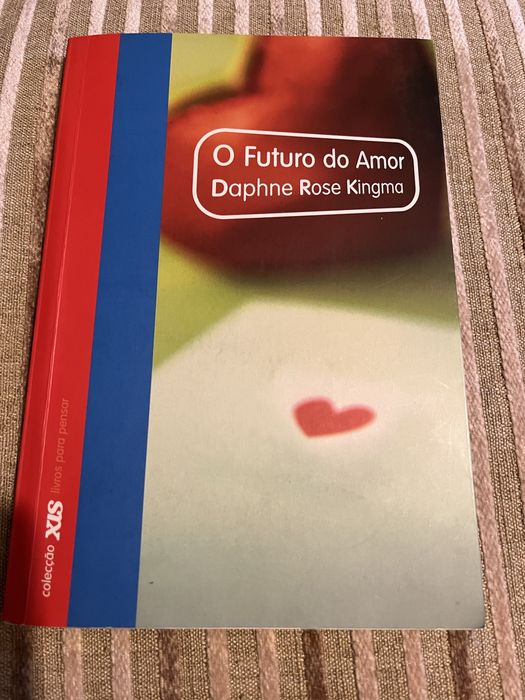 O Futuro do Amor
Daphne Rose Kingma
colecção XIS livros para pensar